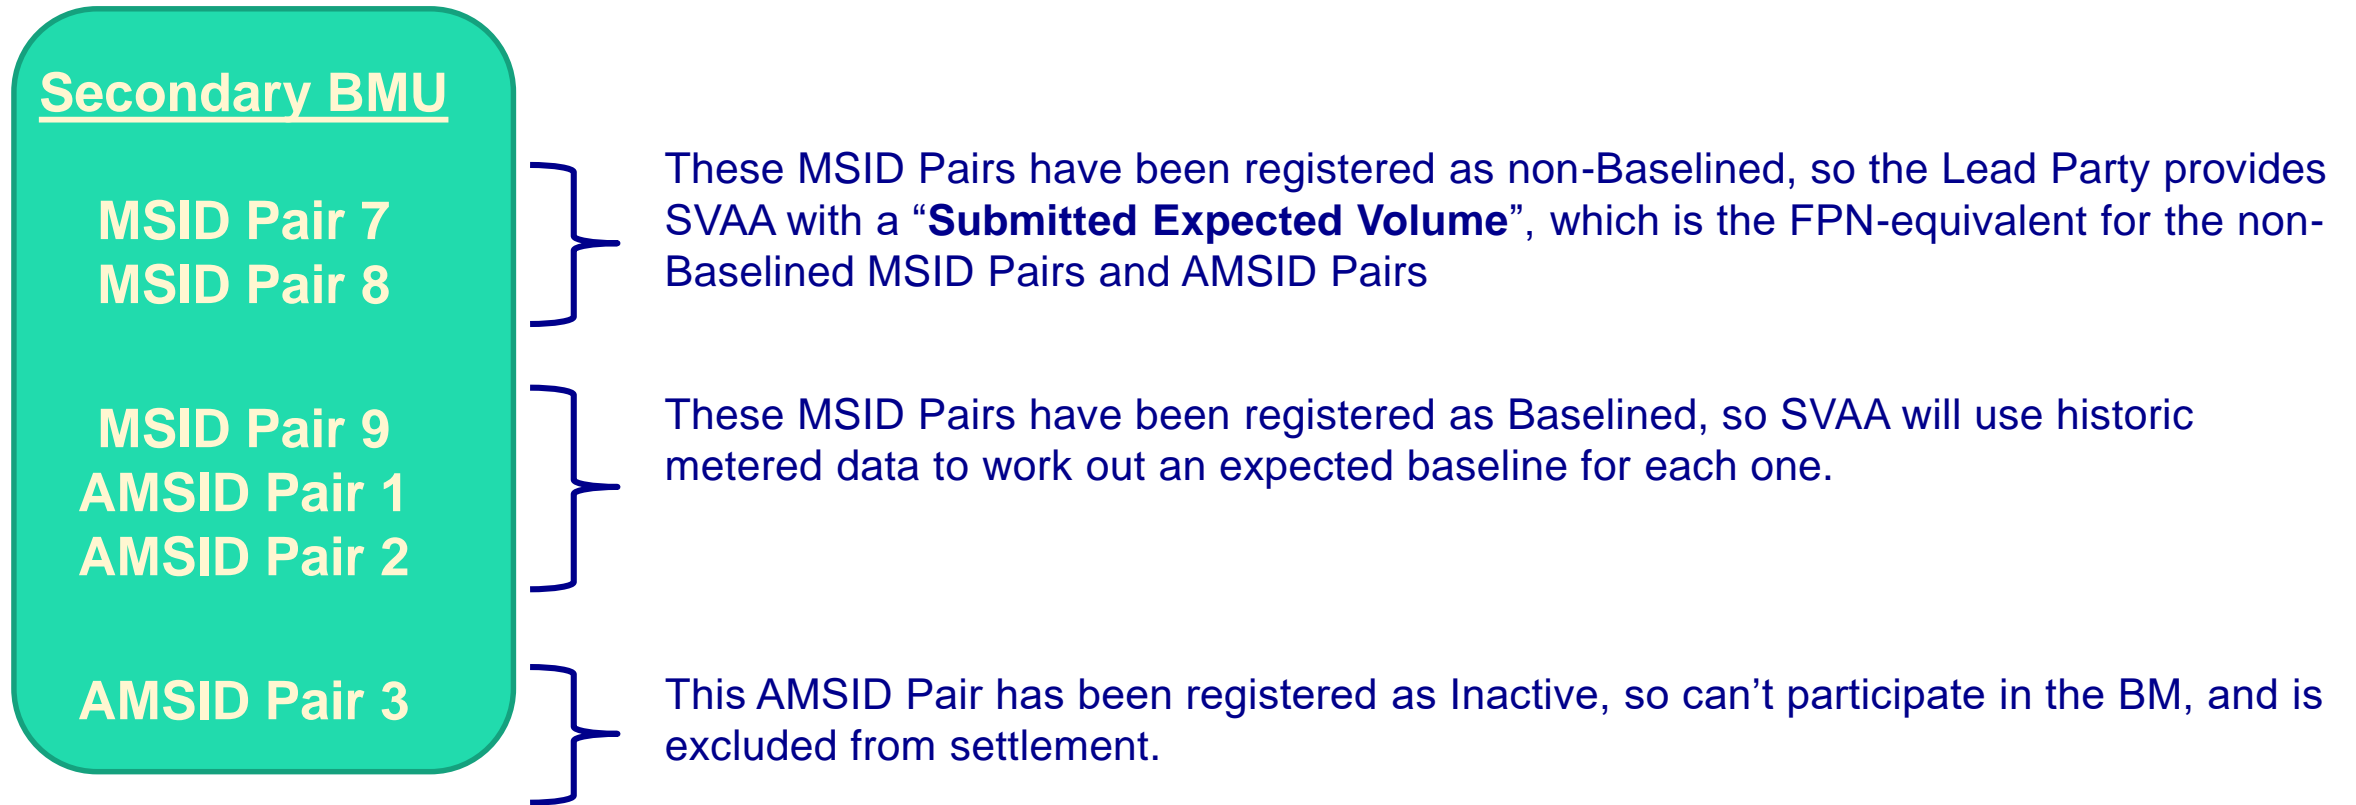 Secondary BMU
MSID Pair 7
MSID Pair 8
MSID Pair 9
AMSID Pair 1
AMSID Pair 2
AMSID Pair 3
These MSID Pairs have been registered as non-Baselined, so the Lead Party provides
SVAA with a “Submitted Expected Volume”, which is the FPN-equivalent for the non-
Baselined MSID Pairs and AMSID Pairs
These MSID Pairs have been registered as Baselined, so SVAA will use historic
metered data to work out an expected baseline for each one.
This AMSID Pair has been registered as Inactive, so can’t participate in the BM, and is
excluded from settlement.